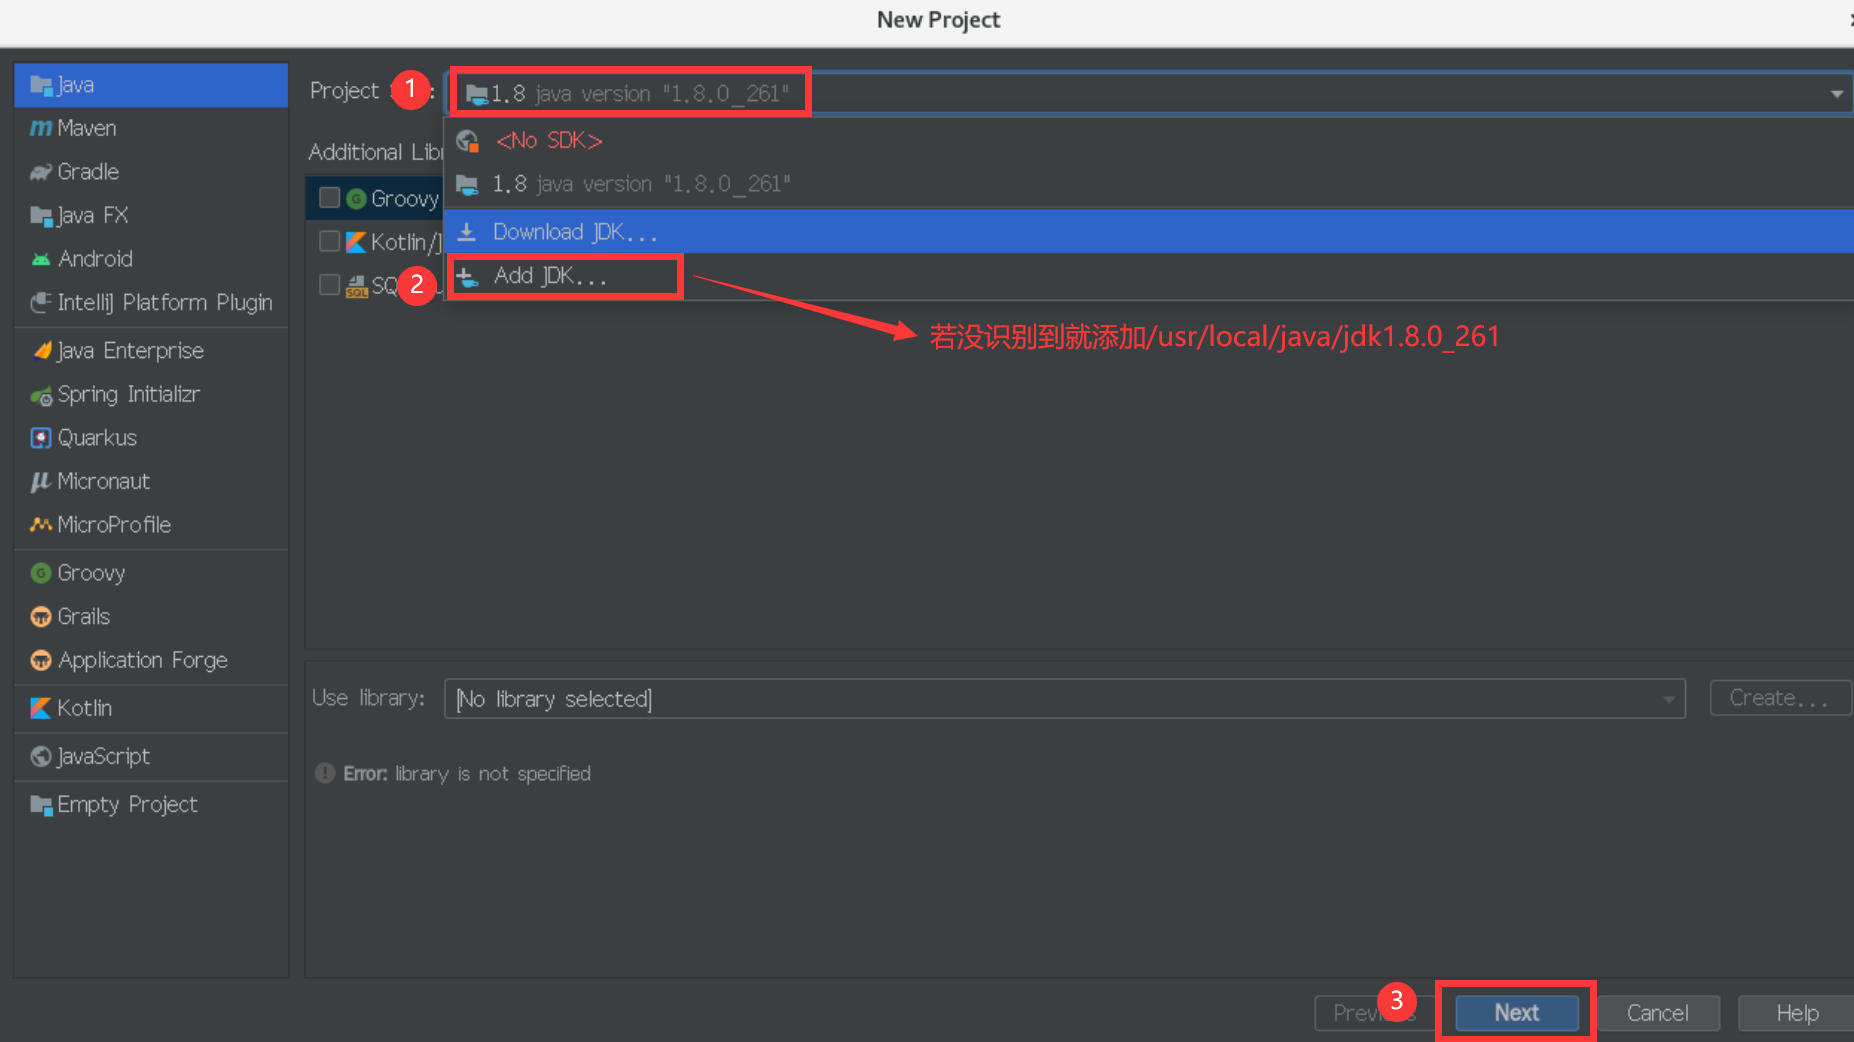 New Project
Java
Maven
Gradle
Java FX
Android
IntelliJ Platform Plugin
Java Enterprise
Spring Initializr
Quarkus
Micronaut
MicroProfile
Groovy
Grails
Application Forge
Kotlin
JavaScript
Empty Project
Project
1
1.8 java version "1.8.0_261"
<No SDK>
1.8 java version "1.8.0_261"
Download JDK...
2
Add JDK...
若没识别到就添加/usr/local/java/jdk1.8.0_261
Additional
Groovy
Kotlin/J
SQL
Use library:
[No library selected]
Create...
Error: library is not specified
3
Next
Cancel
Help